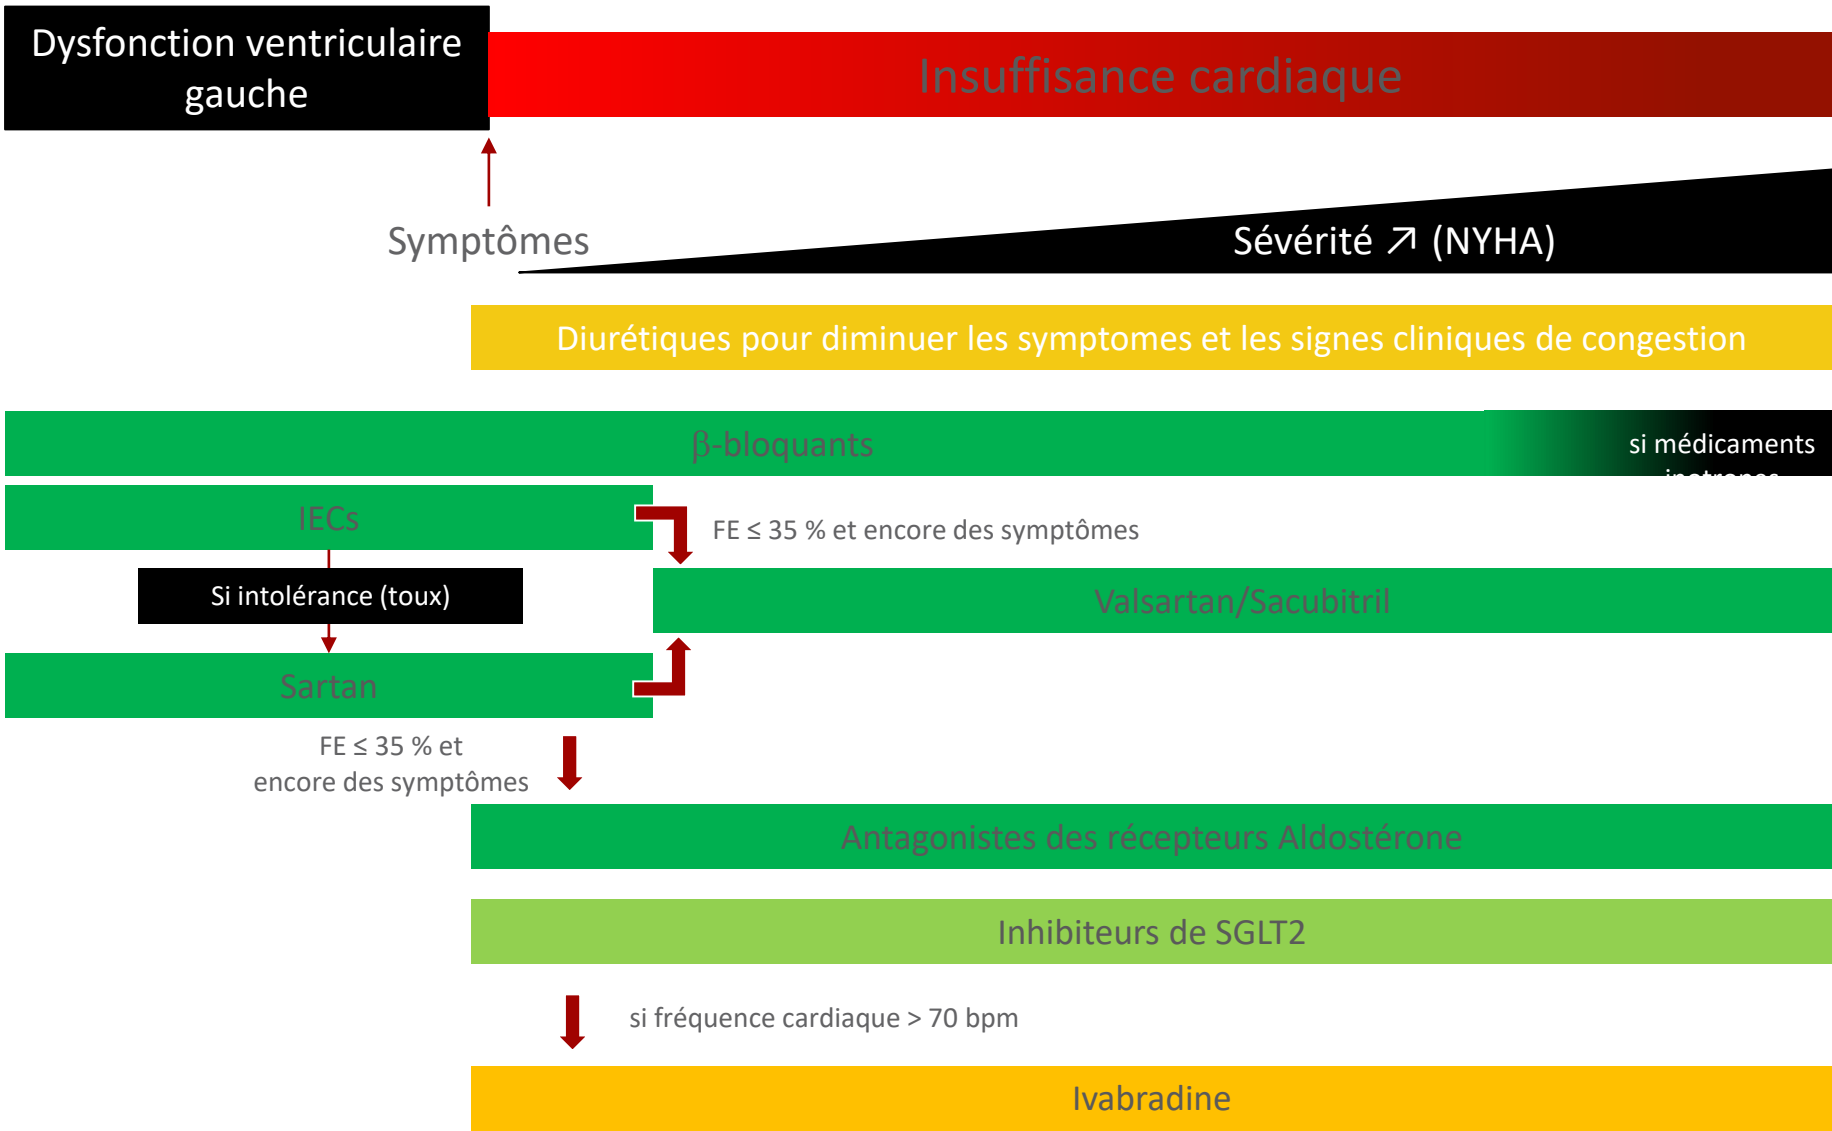 Dysfonction ventriculaire
gauche
Insuffisance cardiaque
Symptômes
Sévérité ↗ (NYHA)
Diurétiques pour diminuer les symptomes et les signes cliniques de congestion
β-bloquants
si médicaments
IECs
FE ≤ 35 % et encore des symptômes
Si intolérance (toux)
Valsartan/Sacubitril
Sartan
FE ≤ 35 % et
encore des symptômes
Antagonistes des récepteurs Aldostérone
Inhibiteurs de SGLT2
si fréquence cardiaque > 70 bpm
Ivabradine